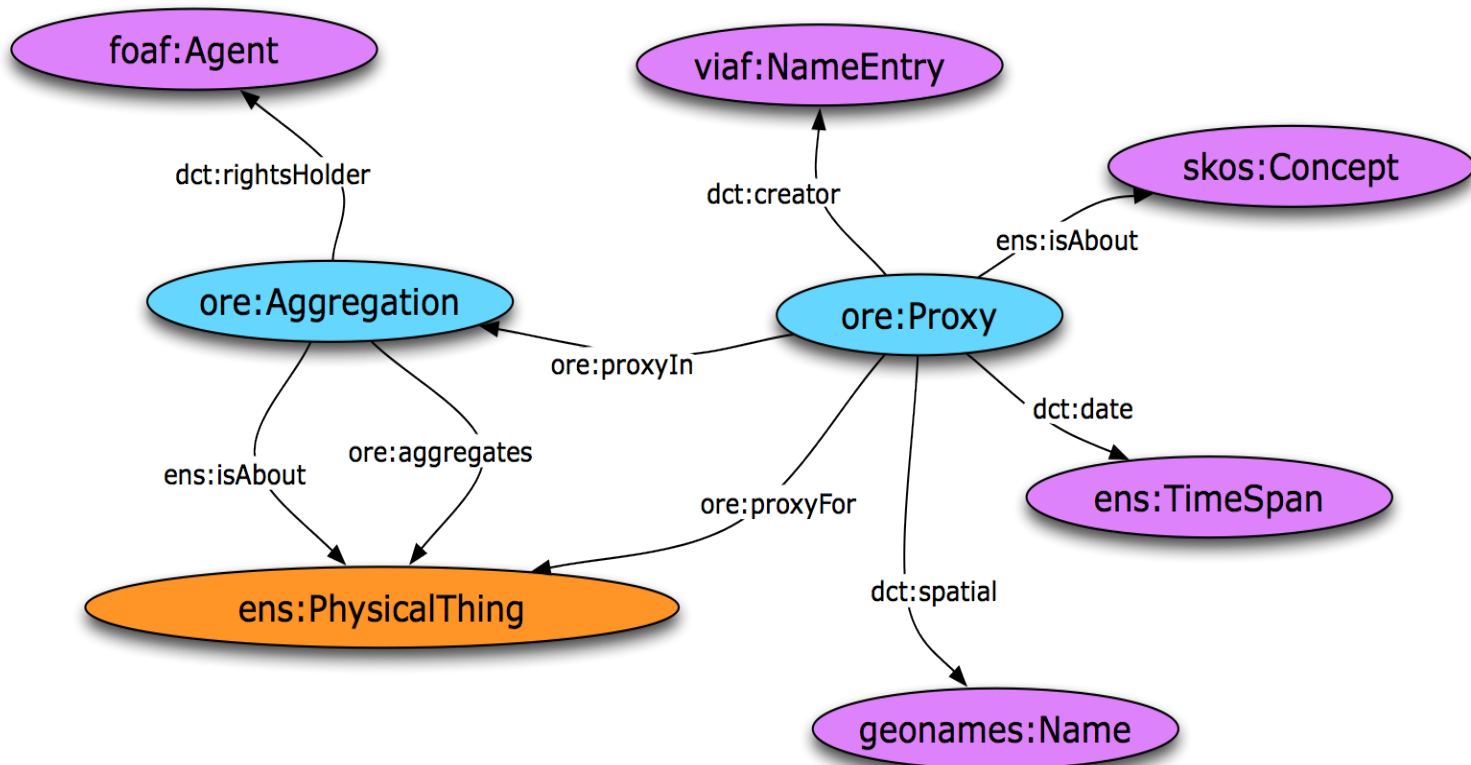 foaf:Agent
viaf:NameEntry
skos:Concept
dct:rightsHolder
dct:creator
ens:isAbout
ore:Aggregation
ore:Proxy
ore:proxyIn
dct:date
ore:aggregates
ens:isAbout
ore:proxyFor
ens:TimeSpan
dct:spatial
ens:PhysicalThing
geonames:Name